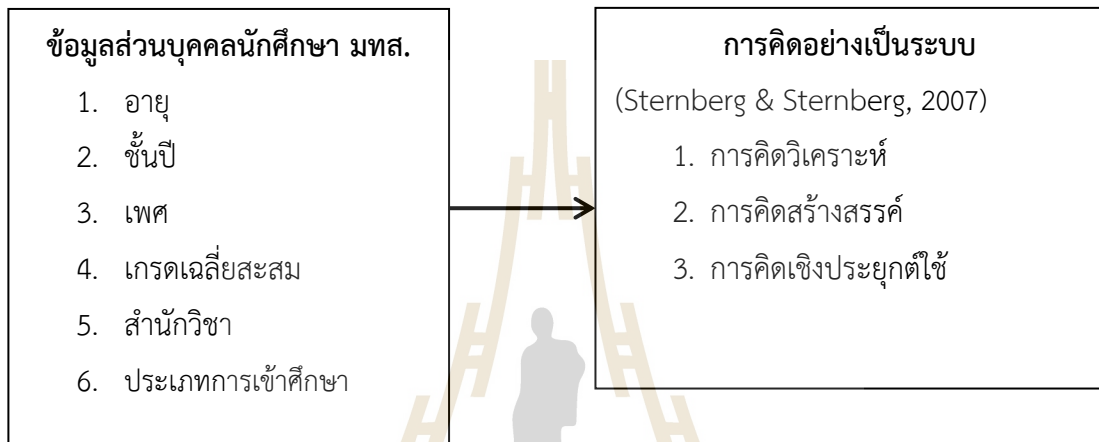 ข้อมูลส่วนบุคคลนักศึกษา มทส.
1. อายุ
2. ชั้นปี
3. เพศ
4. เกรดเฉลี่ยสะสม
5. สำนักวิชา
6. ประเภทการเข้าศึกษา
การคิดอย่างเป็นระบบ
(Sternberg & Sternberg, 2007)
1. การคิดวิเคราะห์
2. การคิดสร้างสรรค์
3. การคิดเชิงประยุกต์ใช้